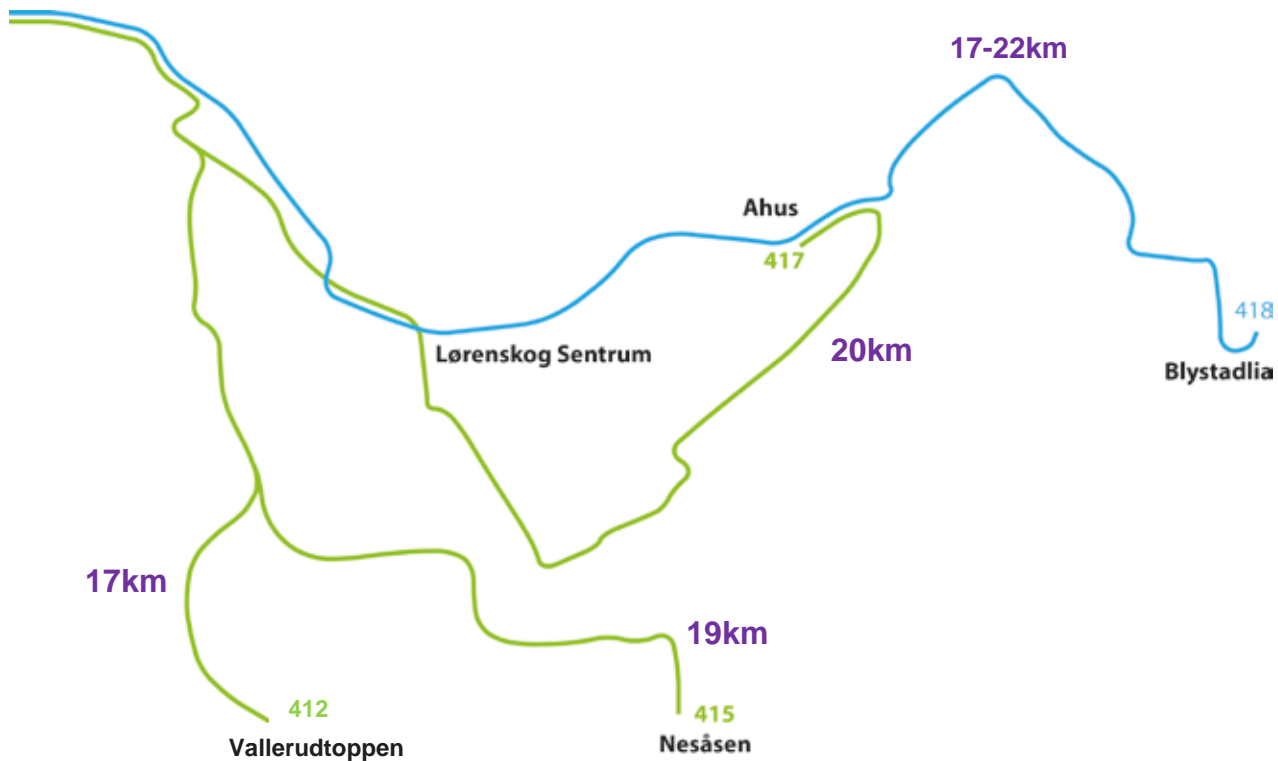 17-22km
Ahus
417
418
20km
Lørenskog Sentrum
Blystadlia
17km
19km
412
415
Vallerudtoppen
Nesåsen